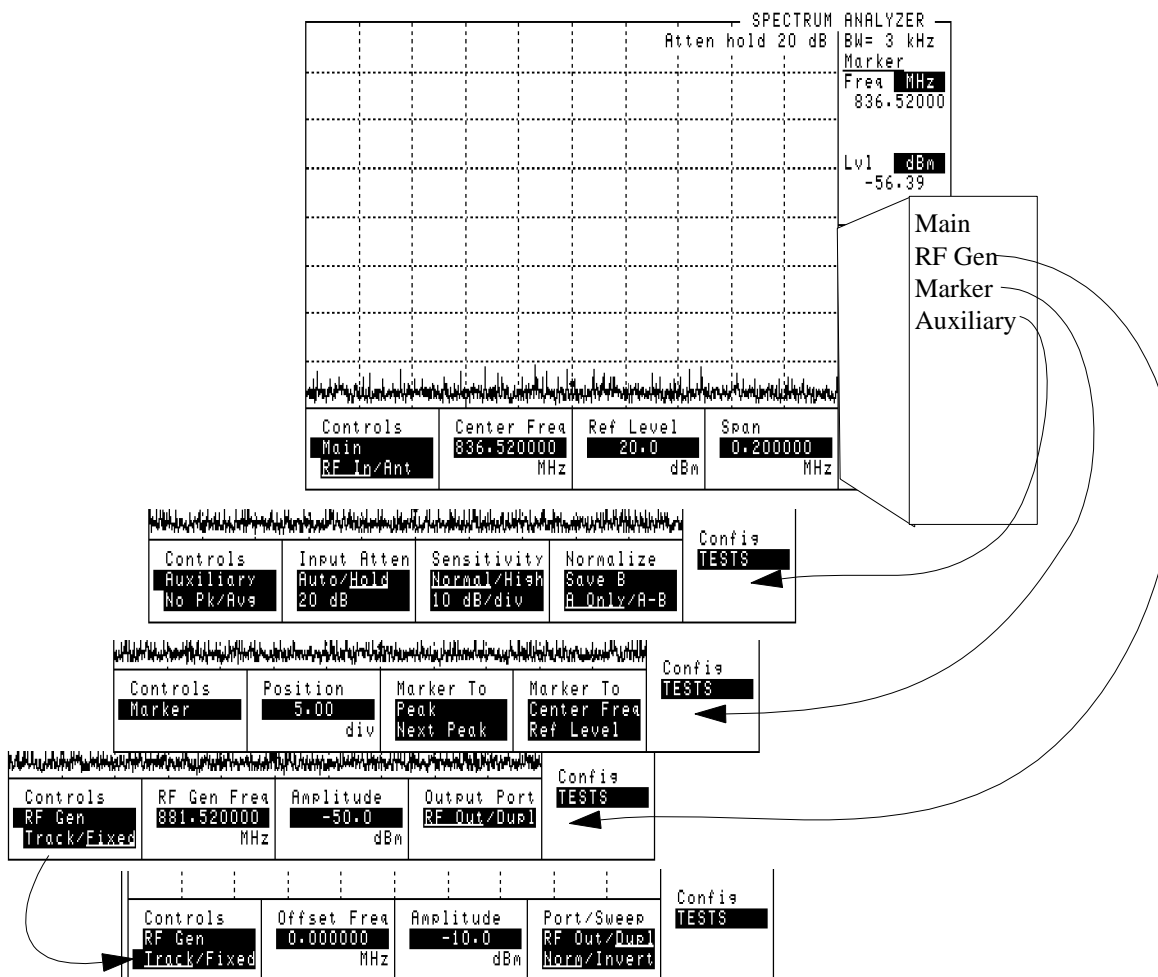 SPECTRUM ANALYZER
Atten hold 20 dB
BW= 3 kHz
Marker
Freq MHz
836.52000
Lvl dBm
-56.39
Main
RF Gen
Marker
Auxiliary
Controls
Main
RF In/Ant
Center Freq
836.520000
MHz
Ref Level
20.0
dBm
Span
0.200000
MHz
Controls
Auxiliary
No Pk/Avg
Input Atten
Auto/Hold
20 dB
Sensitivity
Normal/High
10 dB/div
Normalize
Save B
A Only/A-B
Config
TESTS
Controls
Marker
Position
5.00
div
Marker To
Peak
Next Peak
Marker To
Center Freq
Ref Level
Config
TESTS
Controls
RF Gen
Track/Fixed
RF Gen Freq
881.520000
MHz
Amplitude
-50.0
dBm
Output Port
RF Out/Dupl
Config
TESTS
Controls
RF Gen
Track/Fixed
Offset Freq
0.000000
MHz
Amplitude
-10.0
dBm
Port/Sweep
RF Out/Dupl
Norm/Invert
Config
TESTS